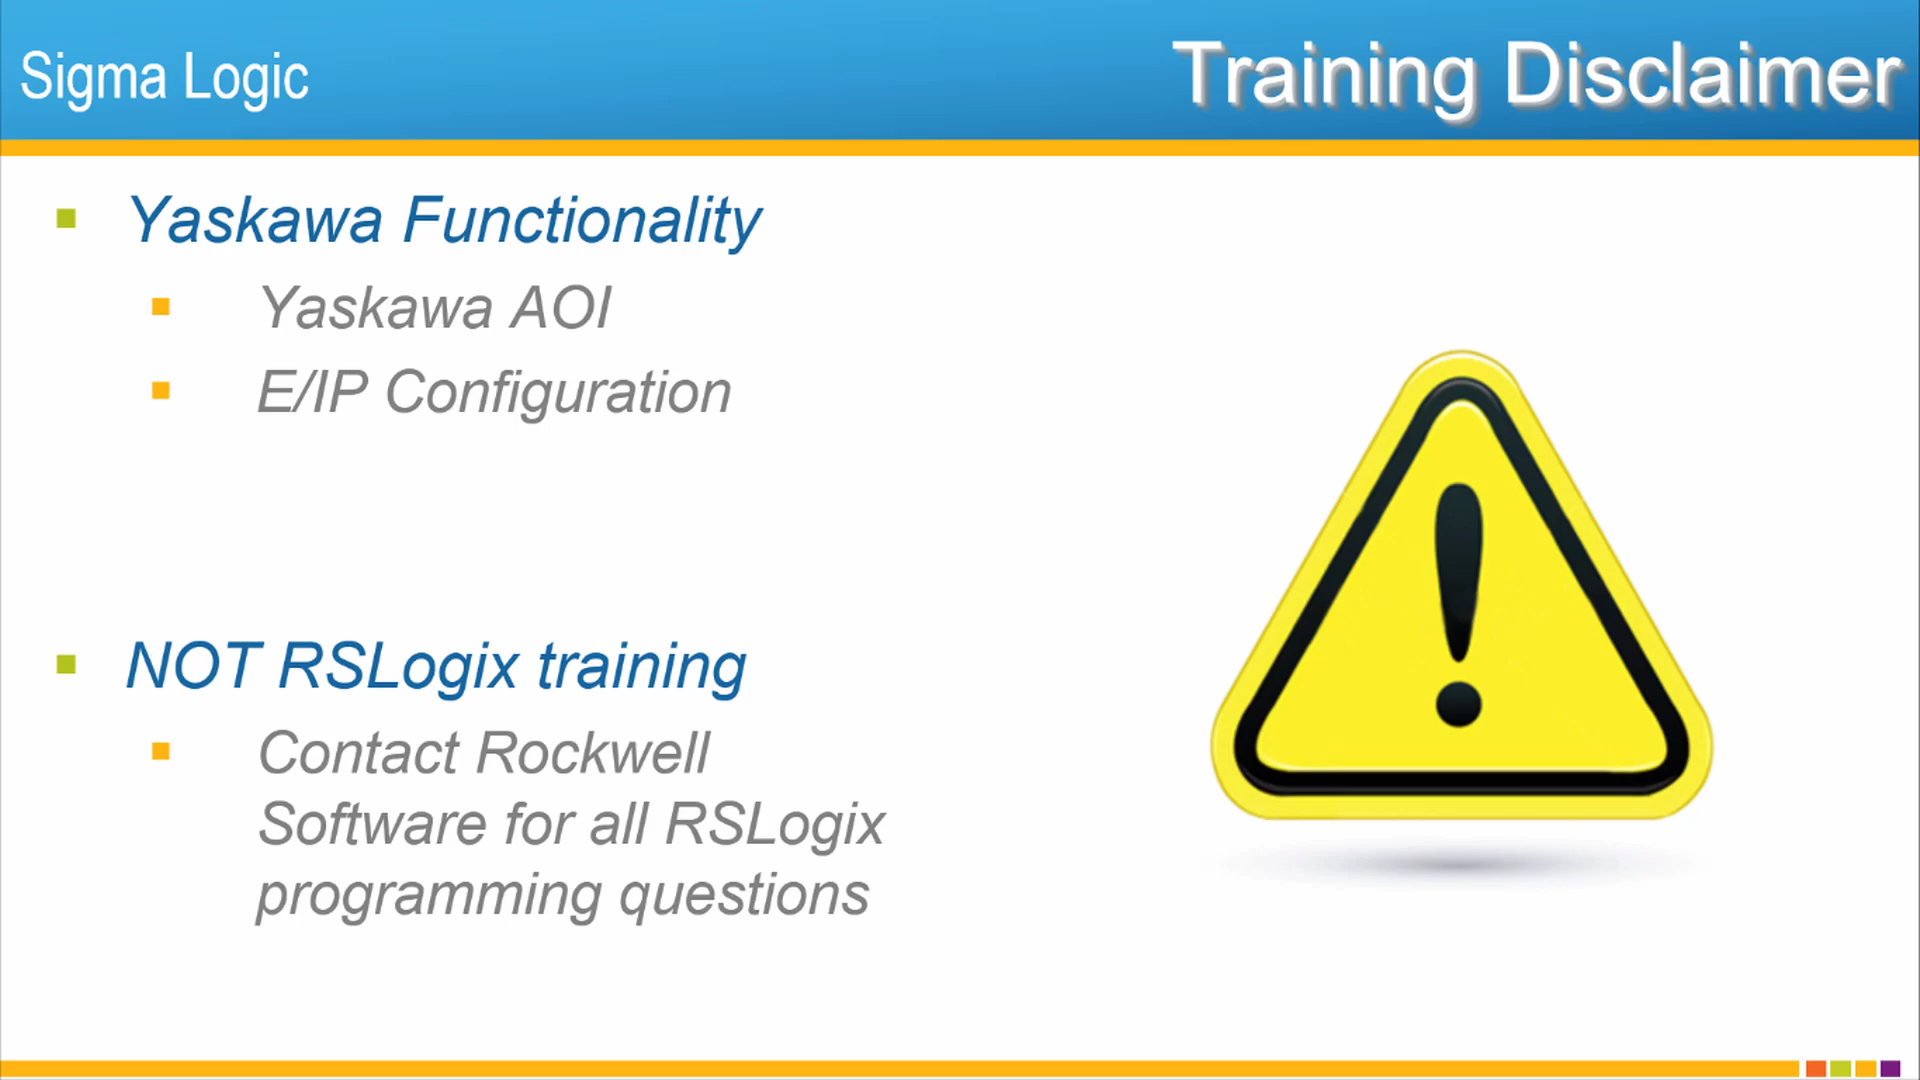 Sigma Logic
Training Disclaimer
Yaskawa Functionality
Yaskawa AOI
E/IP Configuration
NOT RSLogix training
Contact Rockwell
Software for all RSLogix
programming questions